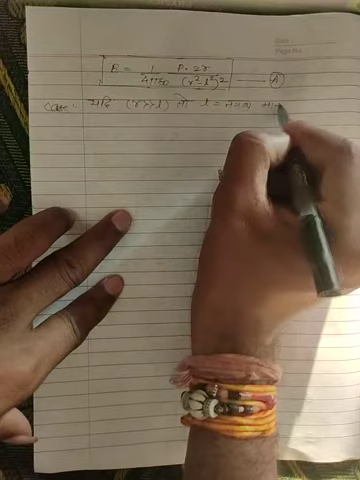 E = 1/4πε₀ P·2r/(r²-l²)² —— (A)
Case:- यदि (r>>l) तो l = नगण्य मान